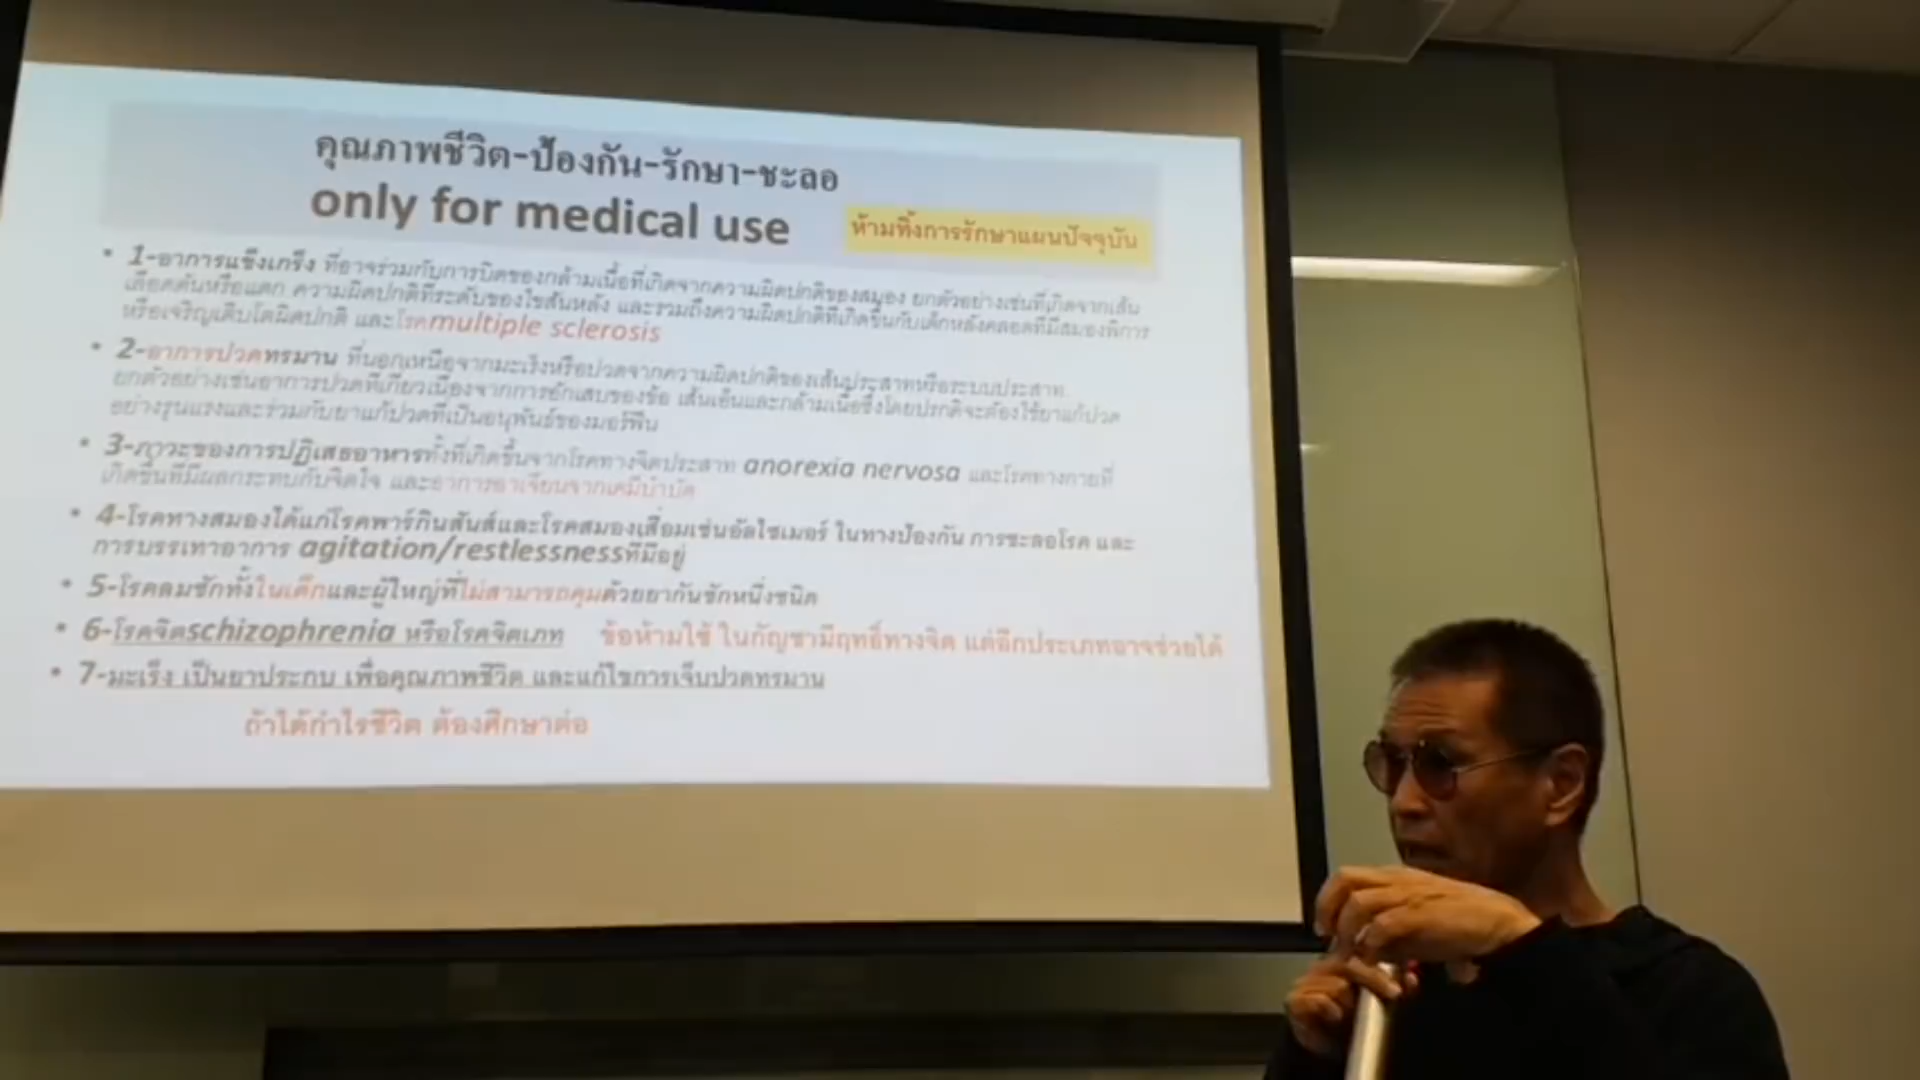 คุณภาพชีวิต-ป้องกัน-รักษา-ชะลอ
only for medical use
ห้ามทิ้งการรักษาแผนปัจจุบัน
• 1-อาการแข็งเกร็ง ที่อาจร่วมกับการบิดของกล้ามเนื้อที่เกิดจากความผิดปกติของสมอง ยกตัวอย่างเช่นที่เกิดจากเส้น
เลือดตันหรือแตก ความผิดปกติที่ระดับของไขสันหลัง และรวมถึงความผิดปกติที่เกิดขึ้นกับเด็กหลังคลอดที่มีสมองพิการ
หรือเจริญเติบโตผิดปกติ และโรคmultiple sclerosis
• 2-อาการปวดทรมาน ที่นอกเหนือจากมะเร็งหรือปวดจากความผิดปกติของเส้นประสาทหรือระบบประสาท
ยกตัวอย่างเช่นอาการปวดที่เกี่ยวเนื่องจากการอักเสบของข้อ เส้นเอ็นและกล้ามเนื้อซึ่งโดยปรกติจะต้องใช้ยาแก้ปวด
อย่างรุนแรงและร่วมกับยาแก้ปวดที่เป็นอนุพันธ์ของมอร์ฟีน
• 3-ภาวะของการปฏิเสธอาหารทั้งที่เกิดขึ้นจากโรคทางจิตประสาท anorexia nervosa และโรคทางกายที่
เกิดขึ้นที่มีผลกระทบกับจิตใจ และอาการอาเจียนจากเคมีบำบัด
• 4-โรคทางสมองได้แก่โรคพาร์กินสันส์และโรคสมองเสื่อมเช่นอัลไซเมอร์ ในทางป้องกัน การชะลอโรค และ
การบรรเทาอาการ agitation/restlessnessที่มีอยู่
• 5-โรคลมชักทั้งในเด็กและผู้ใหญ่ที่ไม่สามารถคุมด้วยยากันชักหนึ่งชนิด
• 6-โรคจิตschizophrenia หรือโรคจิตเภท ข้อห้ามใช้ ในกัญชามีฤทธิ์ทางจิต แต่อีกประเภทอาจช่วยได้
• 7-มะเร็ง เป็นยาประกบ เพื่อคุณภาพชีวิต และแก้ไขการเจ็บปวดทรมาน
ถ้าได้กำไรชีวิต ต้องศึกษาต่อ